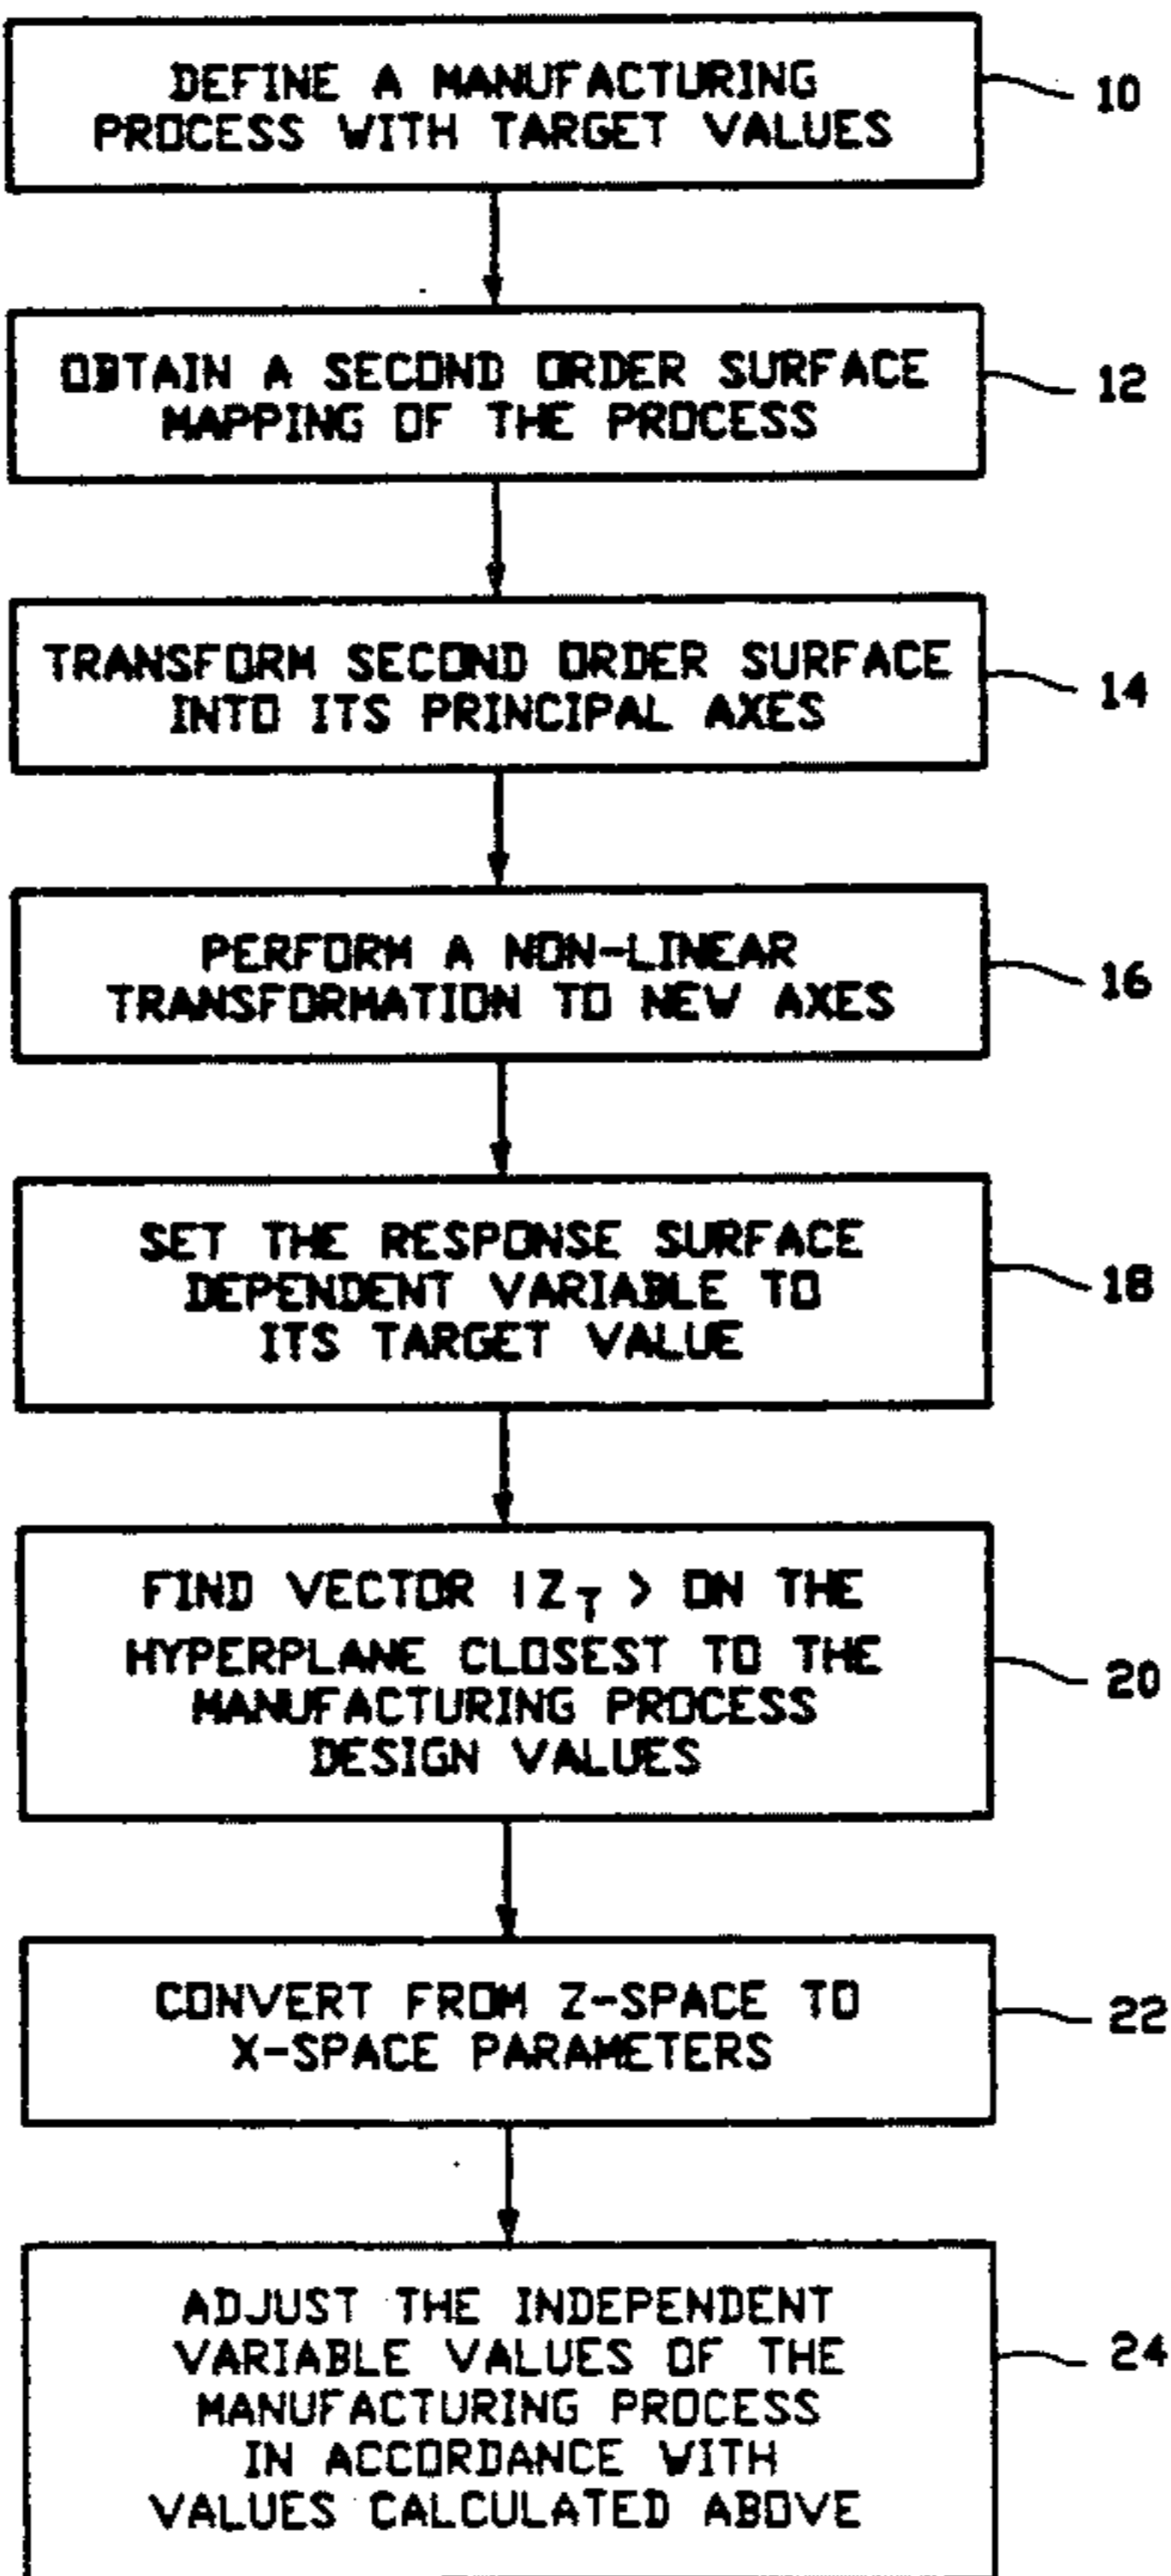 DEFINE A MANUFACTURING
PROCESS WITH TARGET VALUES
10
OBTAIN A SECOND ORDER SURFACE
MAPPING OF THE PROCESS
12
TRANSFORM SECOND ORDER SURFACE
INTO ITS PRINCIPAL AXES
14
PERFORM A NON-LINEAR
TRANSFORMATION TO NEW AXES
16
SET THE RESPONSE SURFACE
DEPENDENT VARIABLE TO
ITS TARGET VALUE
18
FIND VECTOR |Z_T > ON THE
HYPERPLANE CLOSEST TO THE
MANUFACTURING PROCESS
DESIGN VALUES
20
CONVERT FROM Z-SPACE TO
X-SPACE PARAMETERS
22
ADJUST THE INDEPENDENT
VARIABLE VALUES OF THE
MANUFACTURING PROCESS
IN ACCORDANCE WITH
VALUES CALCULATED ABOVE
24